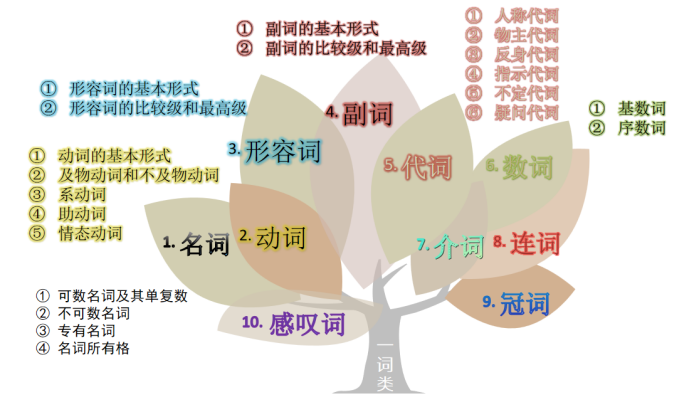 ① 副词的基本形式
② 副词的比较级和最高级
① 人称代词
② 物主代词
③ 反身代词
④ 指示代词
⑤ 不定代词
⑥ 疑问代词
① 形容词的基本形式
② 形容词的比较级和最高级
① 基数词
② 序数词
4. 副词
3. 形容词
5. 代词
6. 数词
① 动词的基本形式
② 及物动词和不及物动词
③ 系动词
④ 助动词
⑤ 情态动词
1. 名词
2. 动词
7. 介词
8. 连词
① 可数名词及其单复数
② 不可数名词
③ 专有名词
④ 名词所有格
9. 冠词
10. 感叹词
一词类